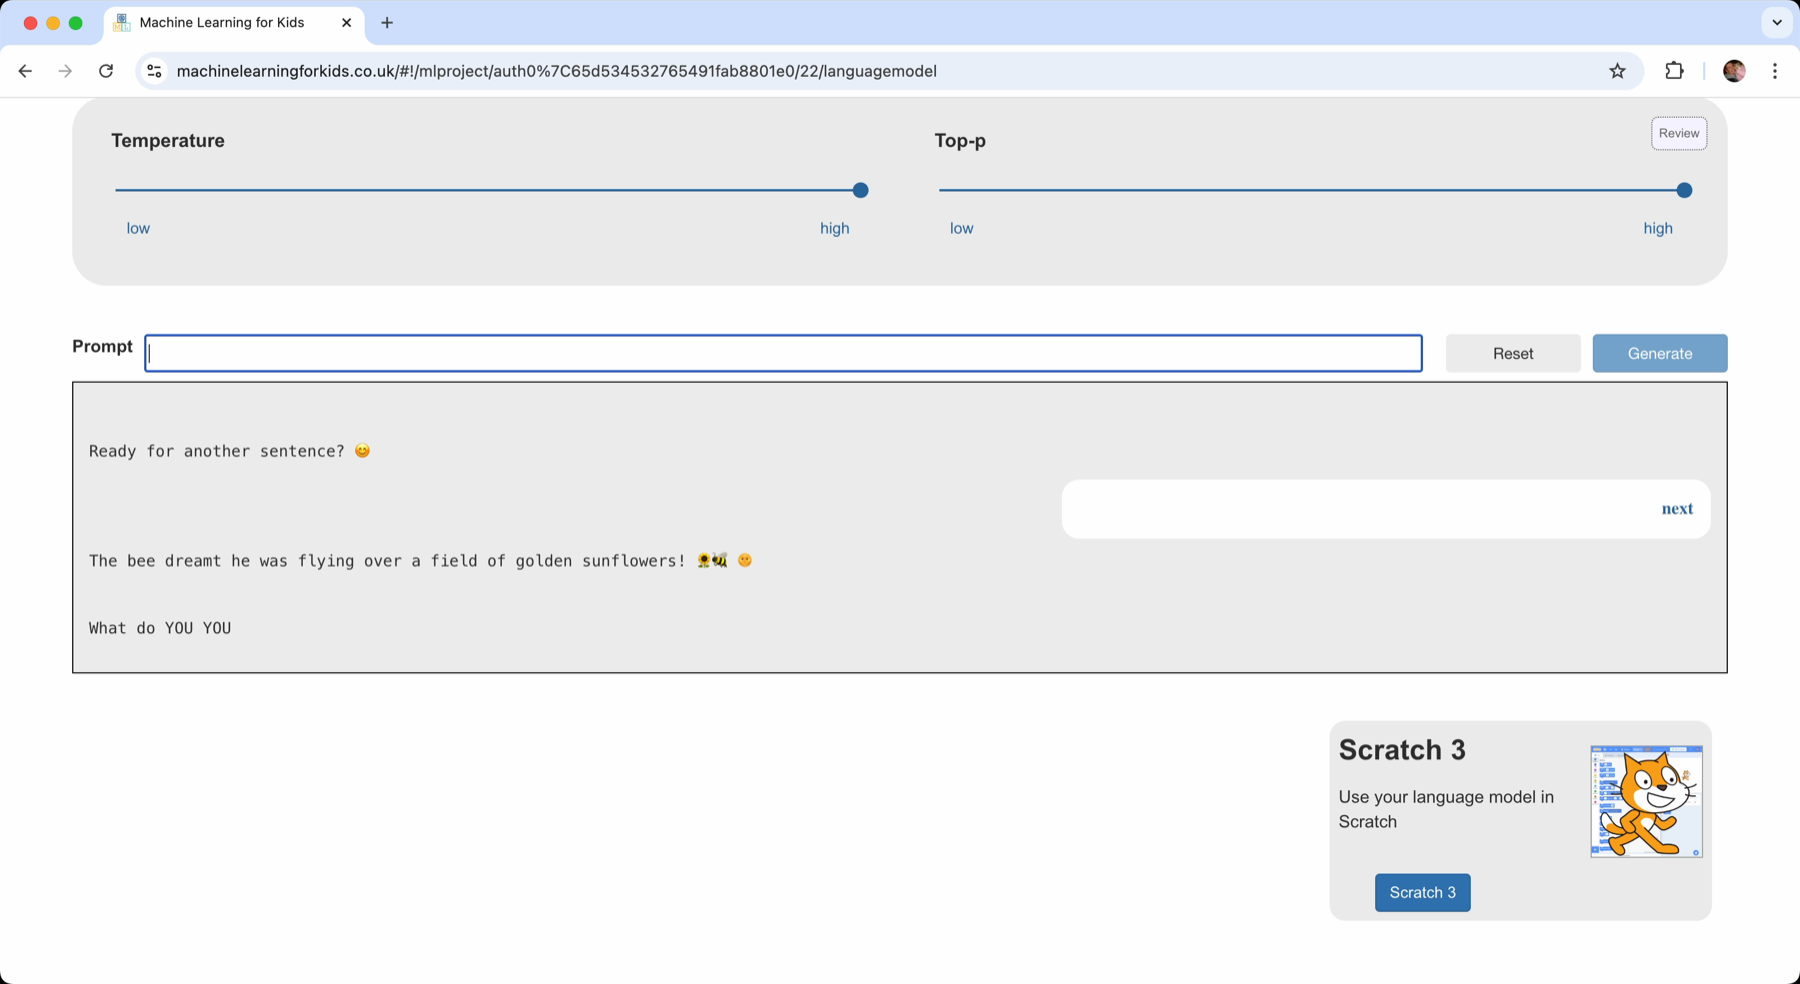 Machine Learning for Kids
machinelearningforkids.co.uk/#!/mlproject/auth0%7C65d534532765491fab8801e0/22/languagemodel
Temperature
Top-p
Review
low
high
low
high
Prompt
Reset
Generate
Ready for another sentence? 😊
next
The bee dreamt he was flying over a field of golden sunflowers! 🌻🐝 😊
What do YOU YOU
Scratch 3
Use your language model in
Scratch
Scratch 3